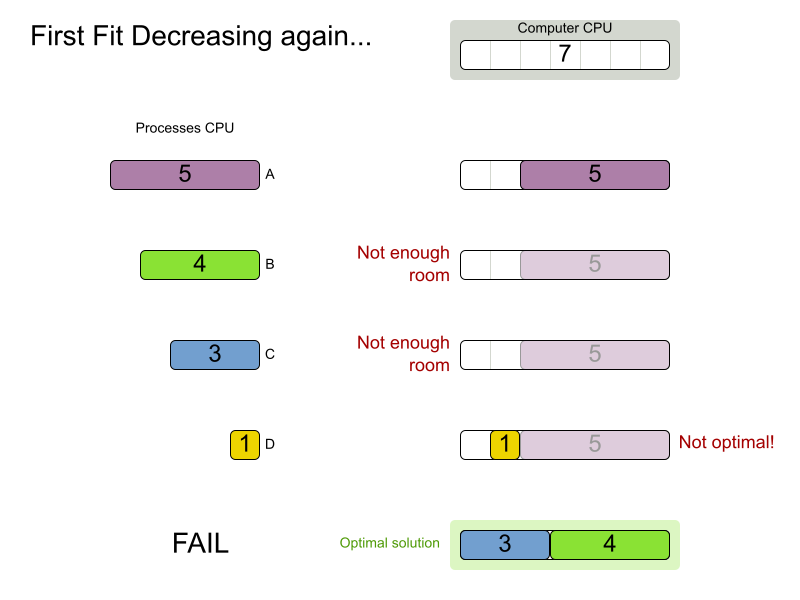 First Fit Decreasing again...
Computer CPU
7
Processes CPU
5 A 5
4 B Not enough room 5
3 C Not enough room 5
1 D 1 5 Not optimal!
FAIL Optimal solution 3 4